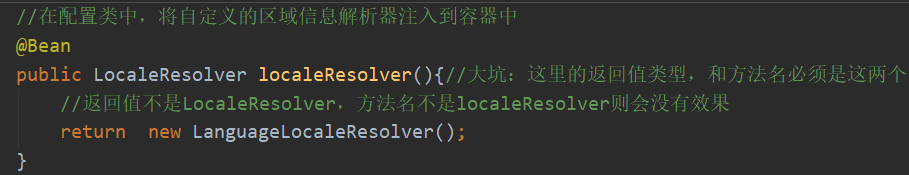 //在配置类中，将自定义的区域信息解析器注入到容器中
@Bean
public LocaleResolver localeResolver(){//大坑：这里的返回值类型，和方法名必须是这两个
//返回值不是LocaleResolver，方法名不是localeResolver则会没有效果
return  new LanguageLocaleResolver();
}